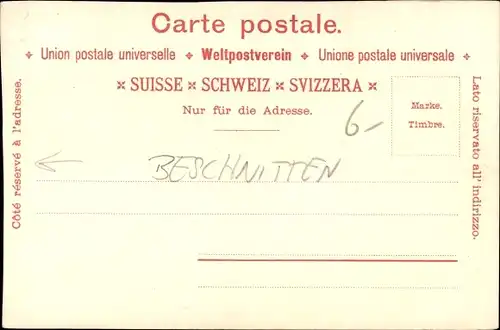 Carte postale.
✣ Union postale universelle ✣ Weltpostverein ✣ Unione postale universale ✣
✕ SUISSE ✕ SCHWEIZ ✕ SVIZZERA ✕
Nur für die Adresse.
6-
Marke.
Timbre.
Côté réservé à l'adresse.
Lato riservato all' indirizzo.
BESCHNITTEN